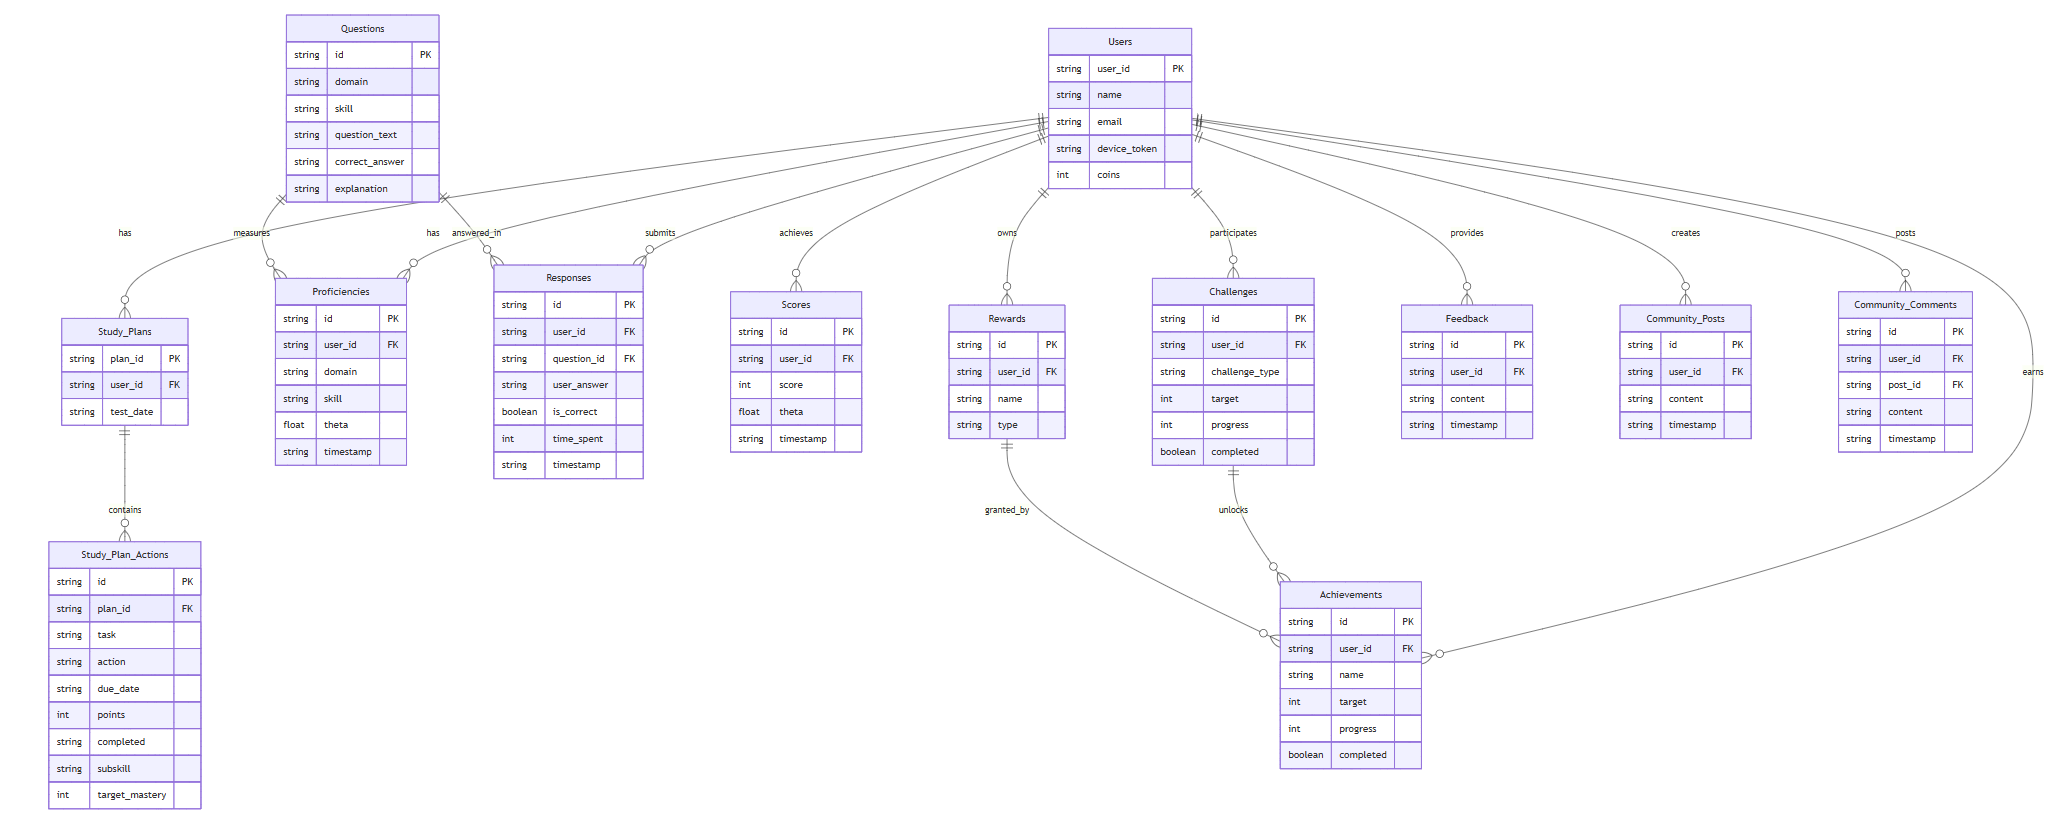 Questions
string id PK
string domain
string skill
string question_text
string correct_answer
string explanation
Users
string user_id PK
string name
string email
string device_token
int coins
has
measures
has
answered_in
submits
achieves
owns
participates
provides
creates
posts
earns
Study_Plans
string plan_id PK
string user_id FK
string test_date
Proficiencies
string id PK
string user_id FK
string domain
string skill
float theta
string timestamp
Responses
string id PK
string user_id FK
string question_id FK
string user_answer
boolean is_correct
int time_spent
string timestamp
Scores
string id PK
string user_id FK
int score
float theta
string timestamp
Rewards
string id PK
string user_id FK
string name
string type
Challenges
string id PK
string user_id FK
string challenge_type
int target
int progress
boolean completed
Feedback
string id PK
string user_id FK
string content
string timestamp
Community_Posts
string id PK
string user_id FK
string content
string timestamp
Community_Comments
string id PK
string user_id FK
string post_id FK
string content
string timestamp
contains
granted_by
unlocks
Study_Plan_Actions
string id PK
string plan_id FK
string task
string action
string due_date
int points
string completed
string subskill
int target_mastery
Achievements
string id PK
string user_id FK
string name
int target
int progress
boolean completed